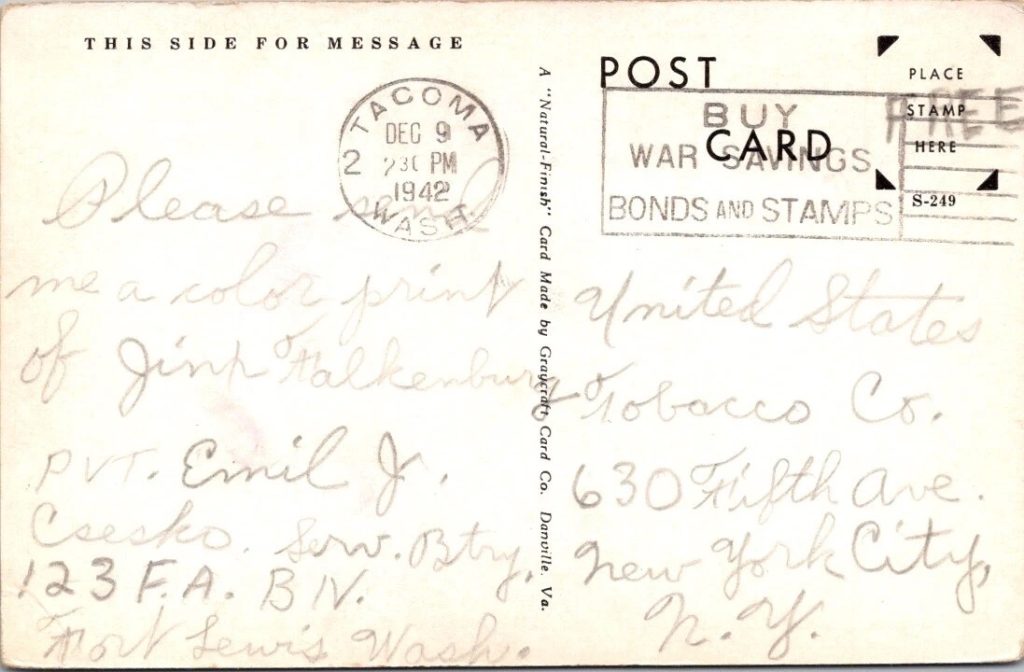 THIS SIDE FOR MESSAGE
TACOMA
DEC 9
2 230 PM
1942
WASH.
Please send
me a color print
of Jinx Falkenburg
PVT. Emil J.
Csesko. Serv. Btry.
123 F.A. BN.
Fort Lewis Wash.
A "Natural-Finish" Card Made by Graycraft Card Co. Danville. Va.
POST
CARD
BUY
WAR SAVINGS
BONDS AND STAMPS
FREE
PLACE
STAMP
HERE
S-249
United States
Tobacco Co.
630 Fifth Ave.
New York City,
N.Y.